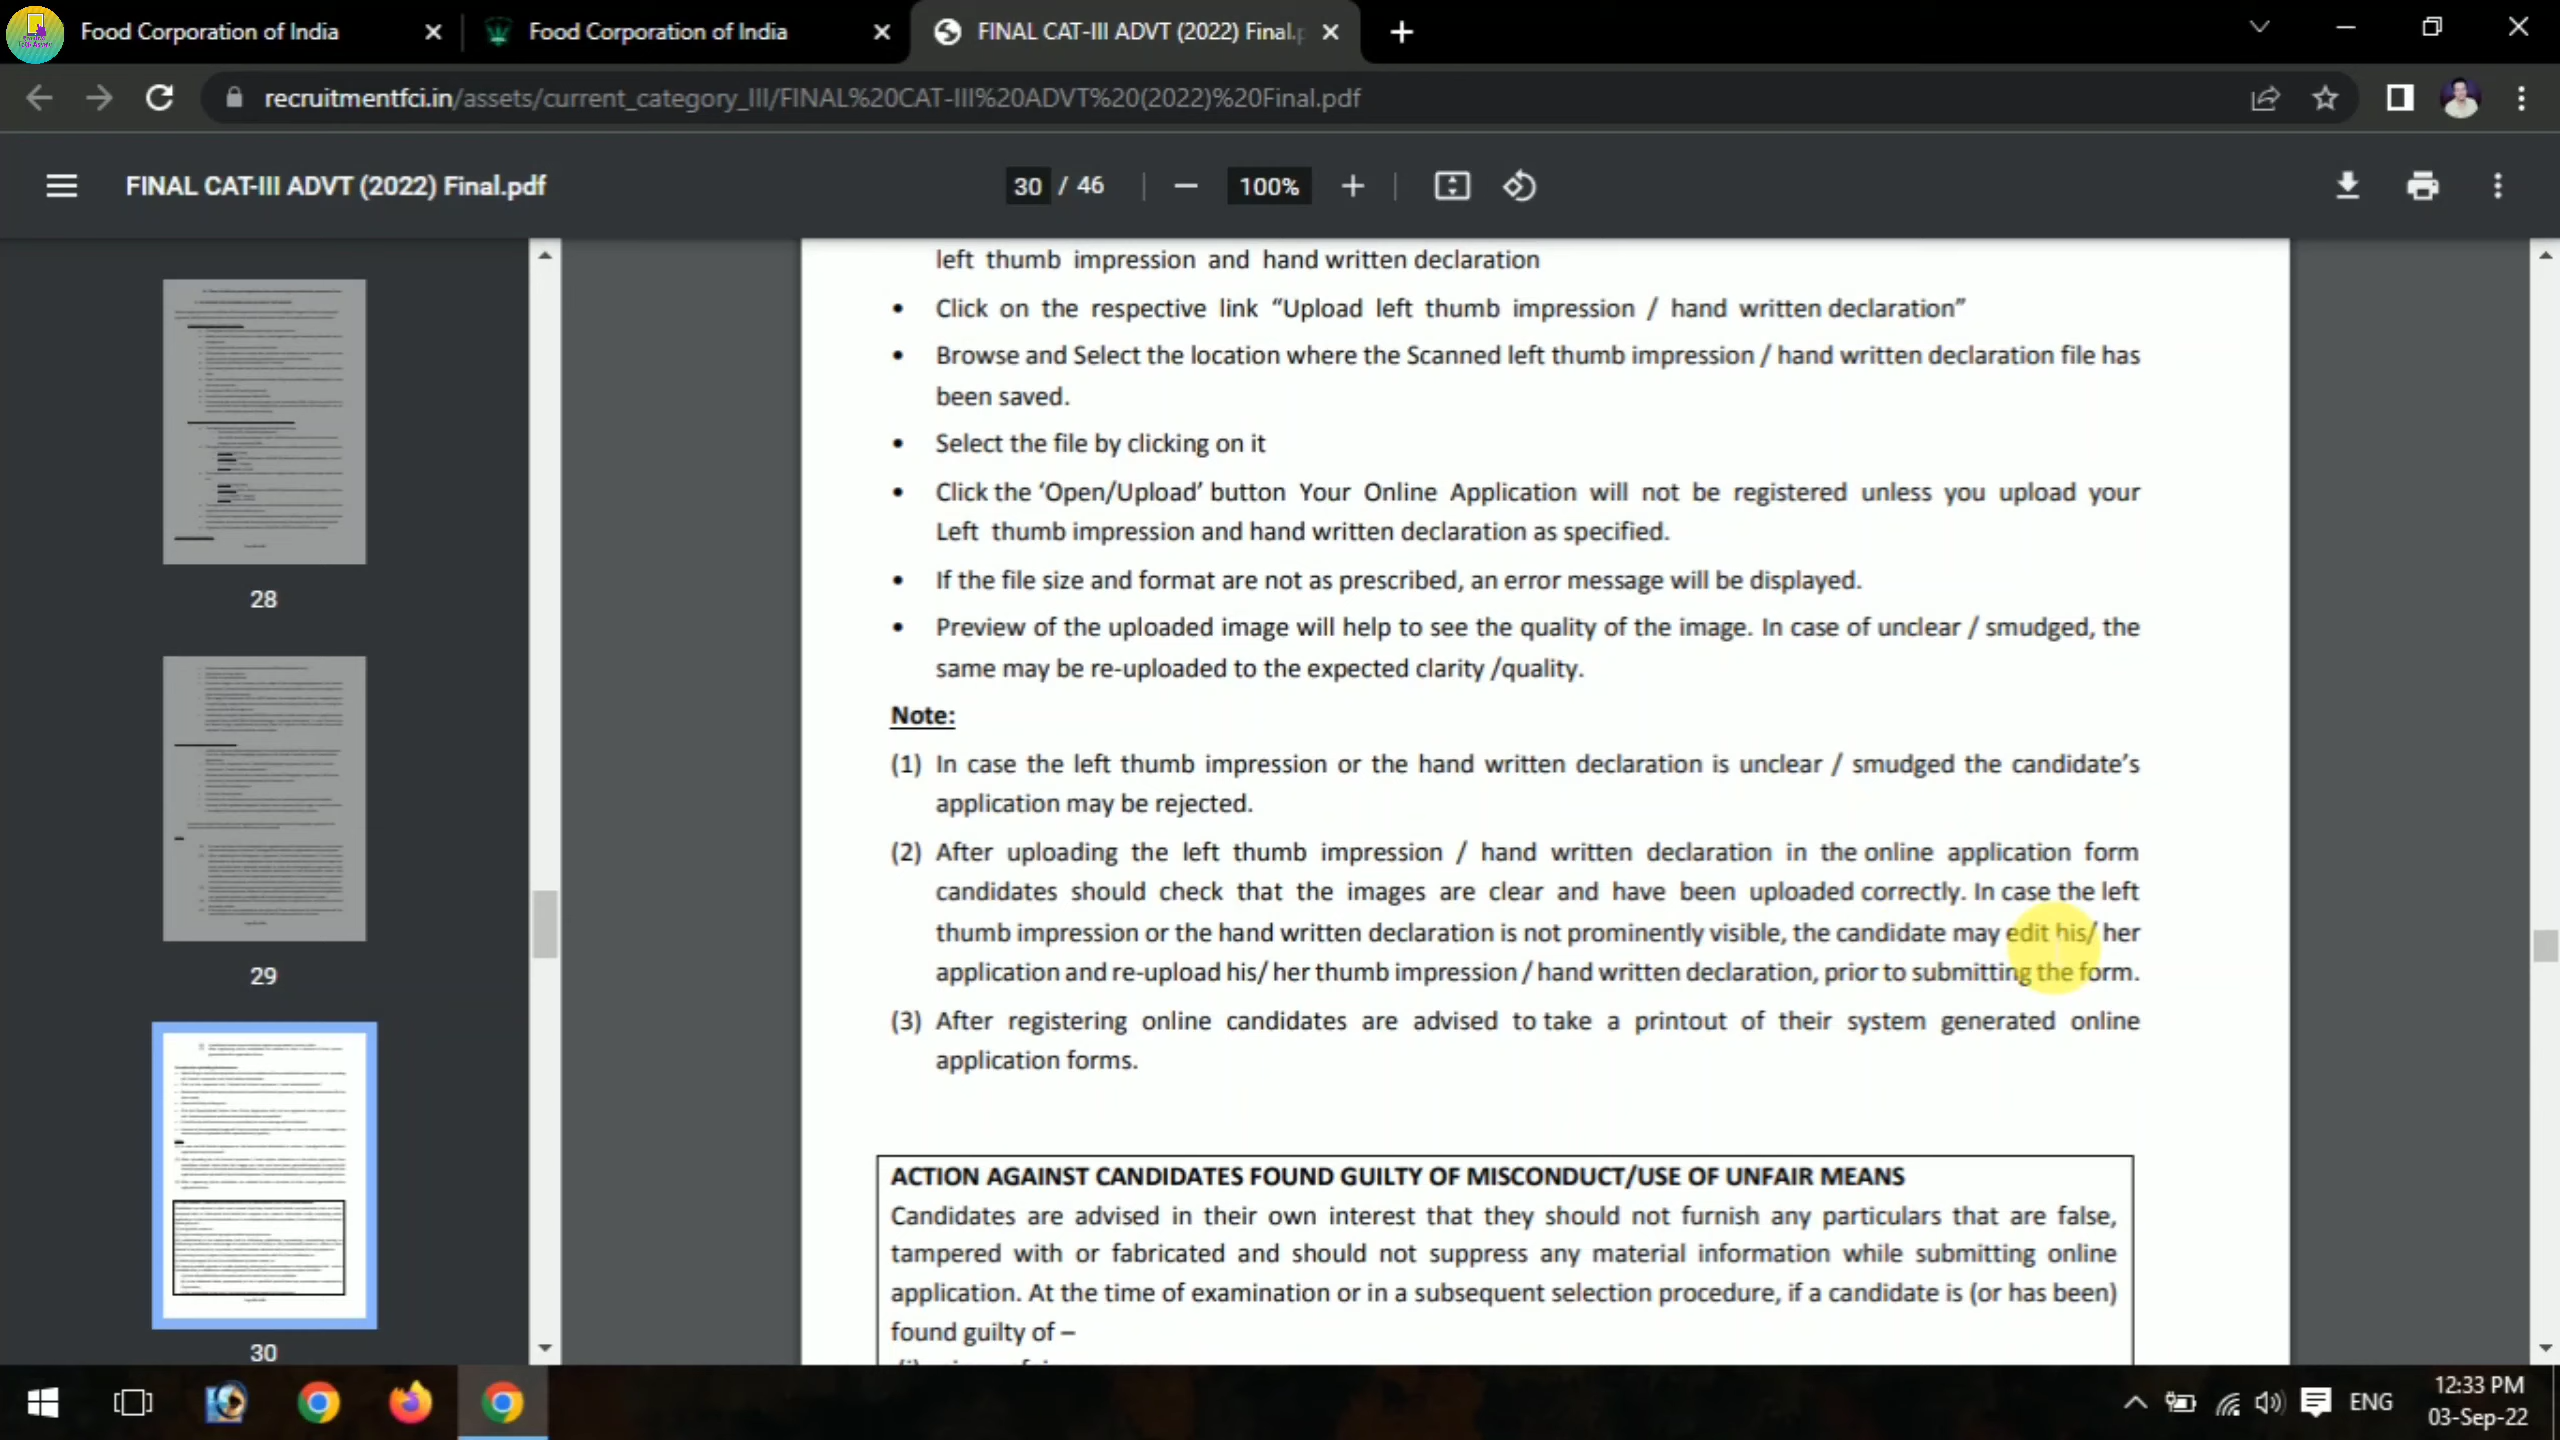 Food Corporation of India
Food Corporation of India
FINAL CAT-III ADVT (2022) Final.p
recruitmentfci.in/assets/current_category_III/FINAL%20CAT-III%20ADVT%20(2022)%20Final.pdf
FINAL CAT-III ADVT (2022) Final.pdf
30 / 46
100%
28
29
30
left thumb impression and hand written declaration
• Click on the respective link “Upload left thumb impression / hand written declaration”
• Browse and Select the location where the Scanned left thumb impression / hand written declaration file has
been saved.
• Select the file by clicking on it
• Click the ‘Open/Upload’ button Your Online Application will not be registered unless you upload your
Left thumb impression and hand written declaration as specified.
• If the file size and format are not as prescribed, an error message will be displayed.
• Preview of the uploaded image will help to see the quality of the image. In case of unclear / smudged, the
same may be re-uploaded to the expected clarity /quality.
Note:
(1) In case the left thumb impression or the hand written declaration is unclear / smudged the candidate’s
application may be rejected.
(2) After uploading the left thumb impression / hand written declaration in the online application form
candidates should check that the images are clear and have been uploaded correctly. In case the left
thumb impression or the hand written declaration is not prominently visible, the candidate may edit his/ her
application and re-upload his/ her thumb impression / hand written declaration, prior to submitting the form.
(3) After registering online candidates are advised to take a printout of their system generated online
application forms.
ACTION AGAINST CANDIDATES FOUND GUILTY OF MISCONDUCT/USE OF UNFAIR MEANS
Candidates are advised in their own interest that they should not furnish any particulars that are false,
tampered with or fabricated and should not suppress any material information while submitting online
application. At the time of examination or in a subsequent selection procedure, if a candidate is (or has been)
found guilty of –
ENG
12:33 PM
03-Sep-22